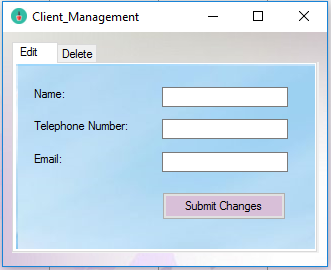 Client_Management
Edit Delete
Name:
Telephone Number:
Email:
Submit Changes